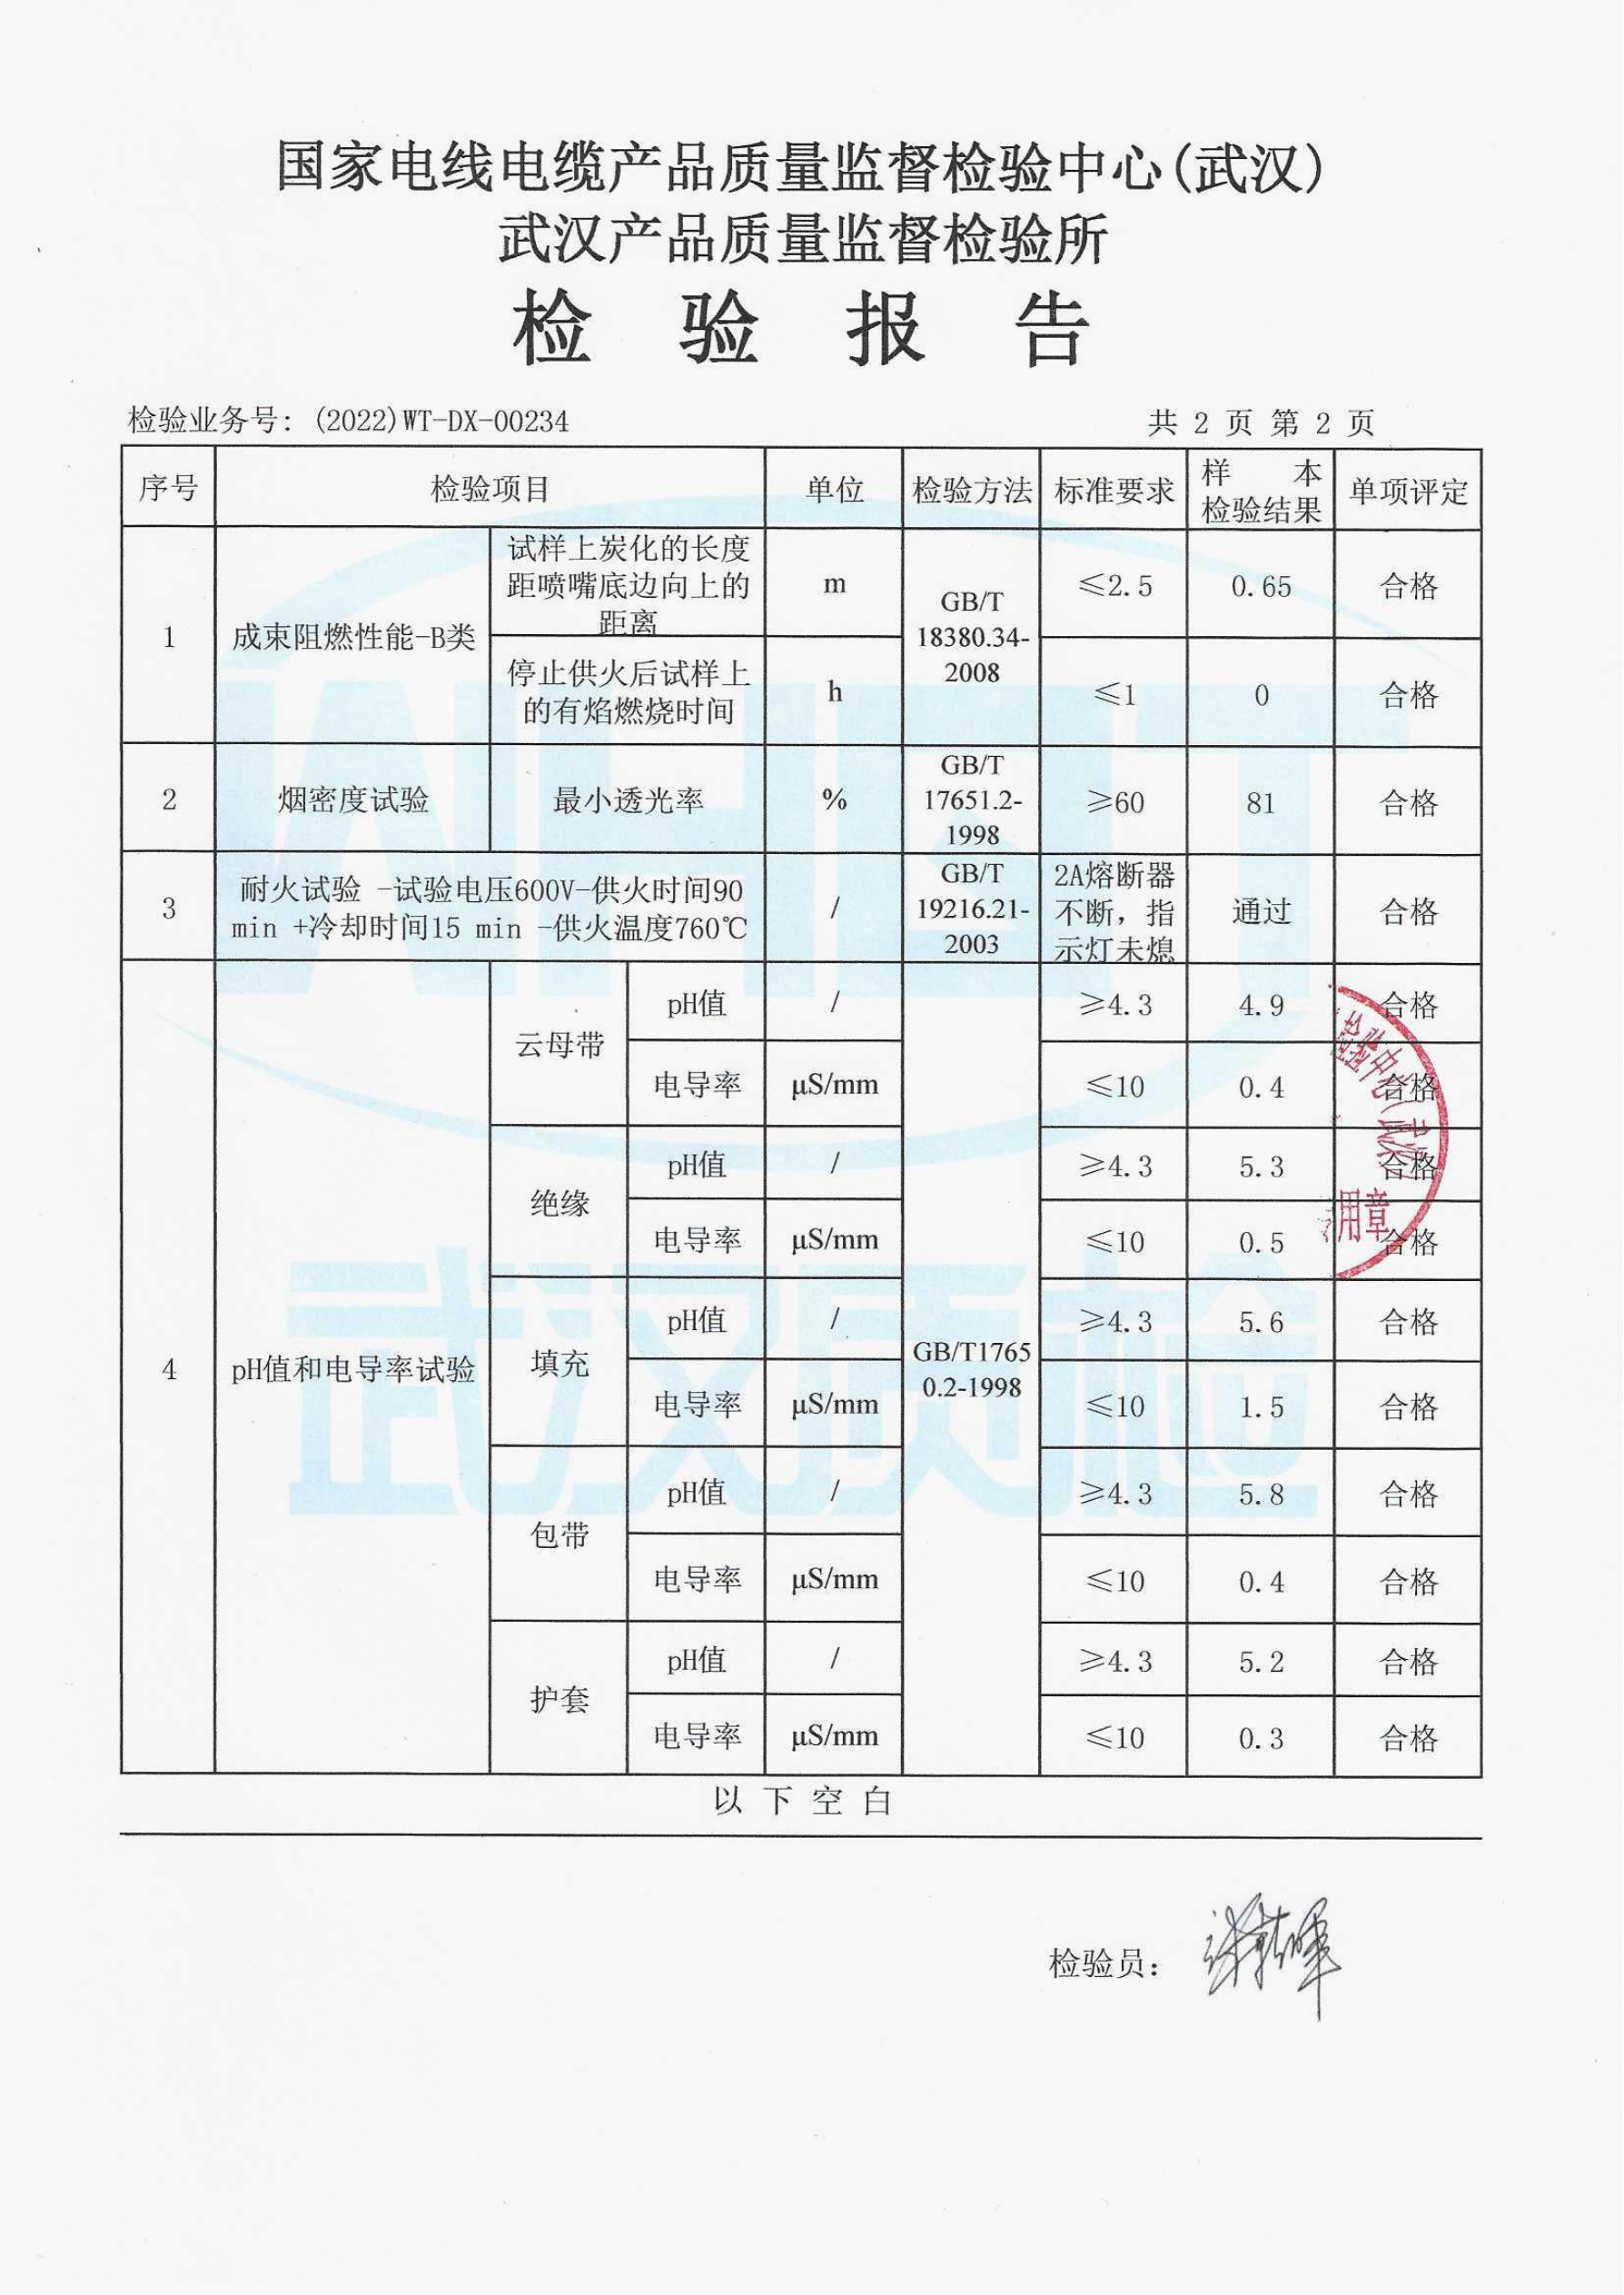 国家电线电缆产品质量监督检验中心(武汉)
武汉产品质量监督检验所
检 验 报 告
检验业务号: (2022)WT-DX-00234
共 2 页 第 2 页
序号 检验项目 单位 检验方法 标准要求 样 本 检验结果 单项评定
1 成束阻燃性能-B类
试样上炭化的长度
距喷嘴底边向上的
距离
m
GB/T
18380.34-
2008
≤2.5 0.65 合格
停止供火后试样上
的有焰燃烧时间
h ≤1 0 合格
2 烟密度试验 最小透光率 %
GB/T
17651.2-
1998
≥60 81 合格
3
耐火试验 -试验电压600V-供火时间90
min +冷却时间15 min -供火温度760℃
/
GB/T
19216.21-
2003
2A熔断器
不断，指
示灯未熄
通过 合格
4 pH值和电导率试验
GB/T1765
0.2-1998
云母带
pH值 / ≥4.3 4.9 合格
电导率 μS/mm ≤10 0.4 合格
绝缘
pH值 / ≥4.3 5.3 合格
电导率 μS/mm ≤10 0.5 合格
填充
pH值 / ≥4.3 5.6 合格
电导率 μS/mm ≤10 1.5 合格
包带
pH值 / ≥4.3 5.8 合格
电导率 μS/mm ≤10 0.4 合格
护套
pH值 / ≥4.3 5.2 合格
电导率 μS/mm ≤10 0.3 合格
以 下 空 白
检验员:
检验中心(武汉)
用章
武汉质检